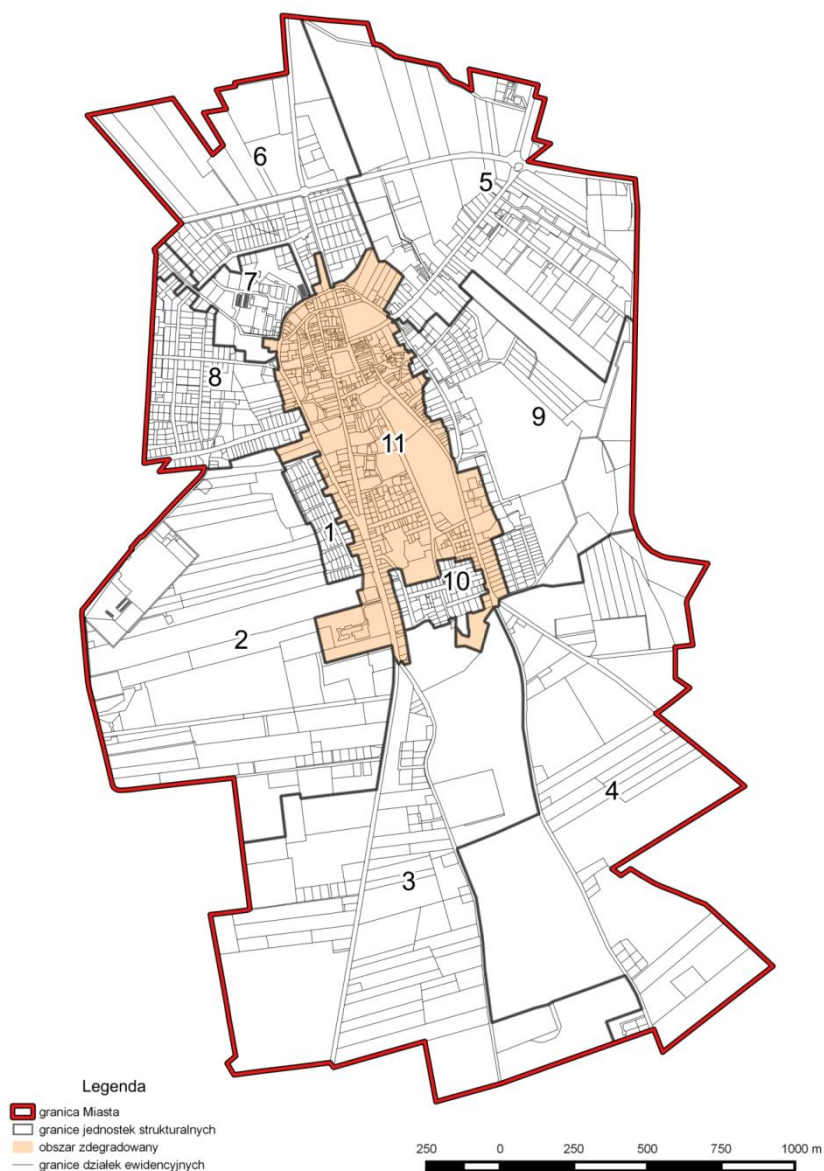 6
5
7
8
9
11
1
10
2
4
3
Legenda
granica Miasta
granice jednostek strukturalnych
obszar zdegradowany
granice działek ewidencyjnych
250 0 250 500 750 1000 m